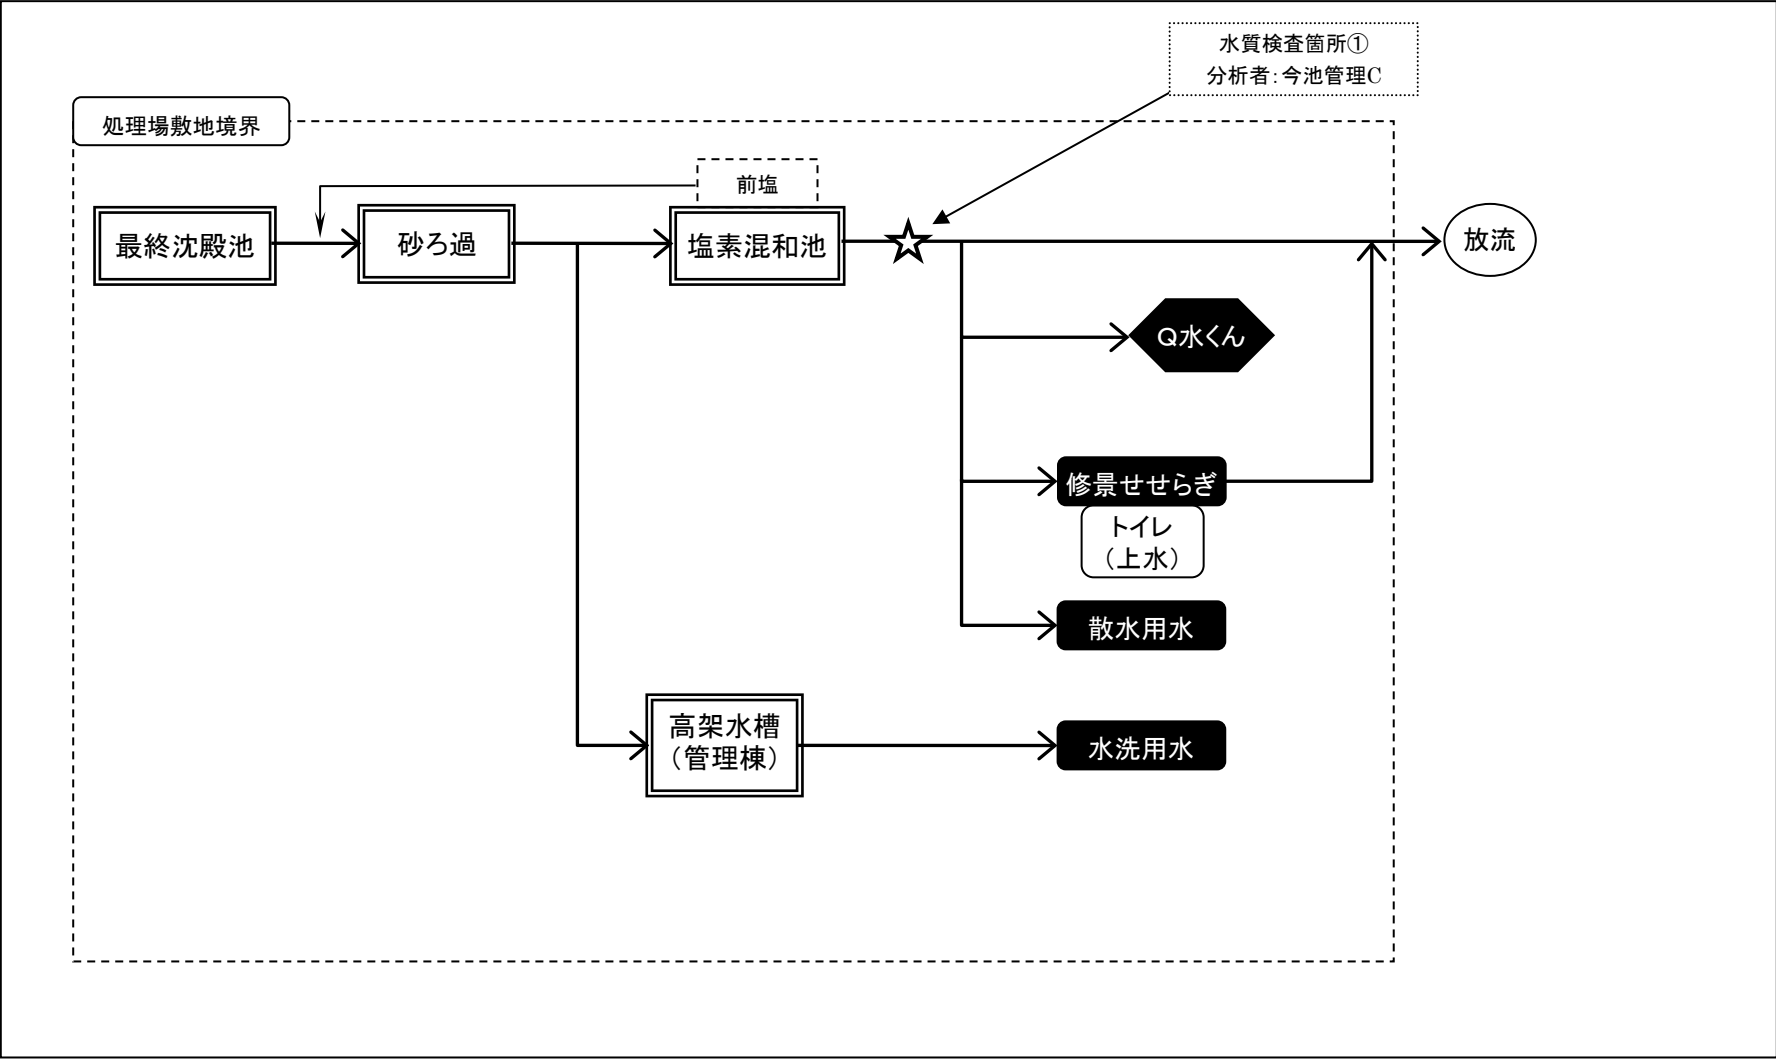 水質検査箇所①
分析者：今池管理C
処理場敷地境界
前塩
最終沈殿池
砂ろ過
塩素混和池
放流
Q水くん
修景せせらぎ
トイレ
（上水）
散水用水
高架水槽
（管理棟）
水洗用水